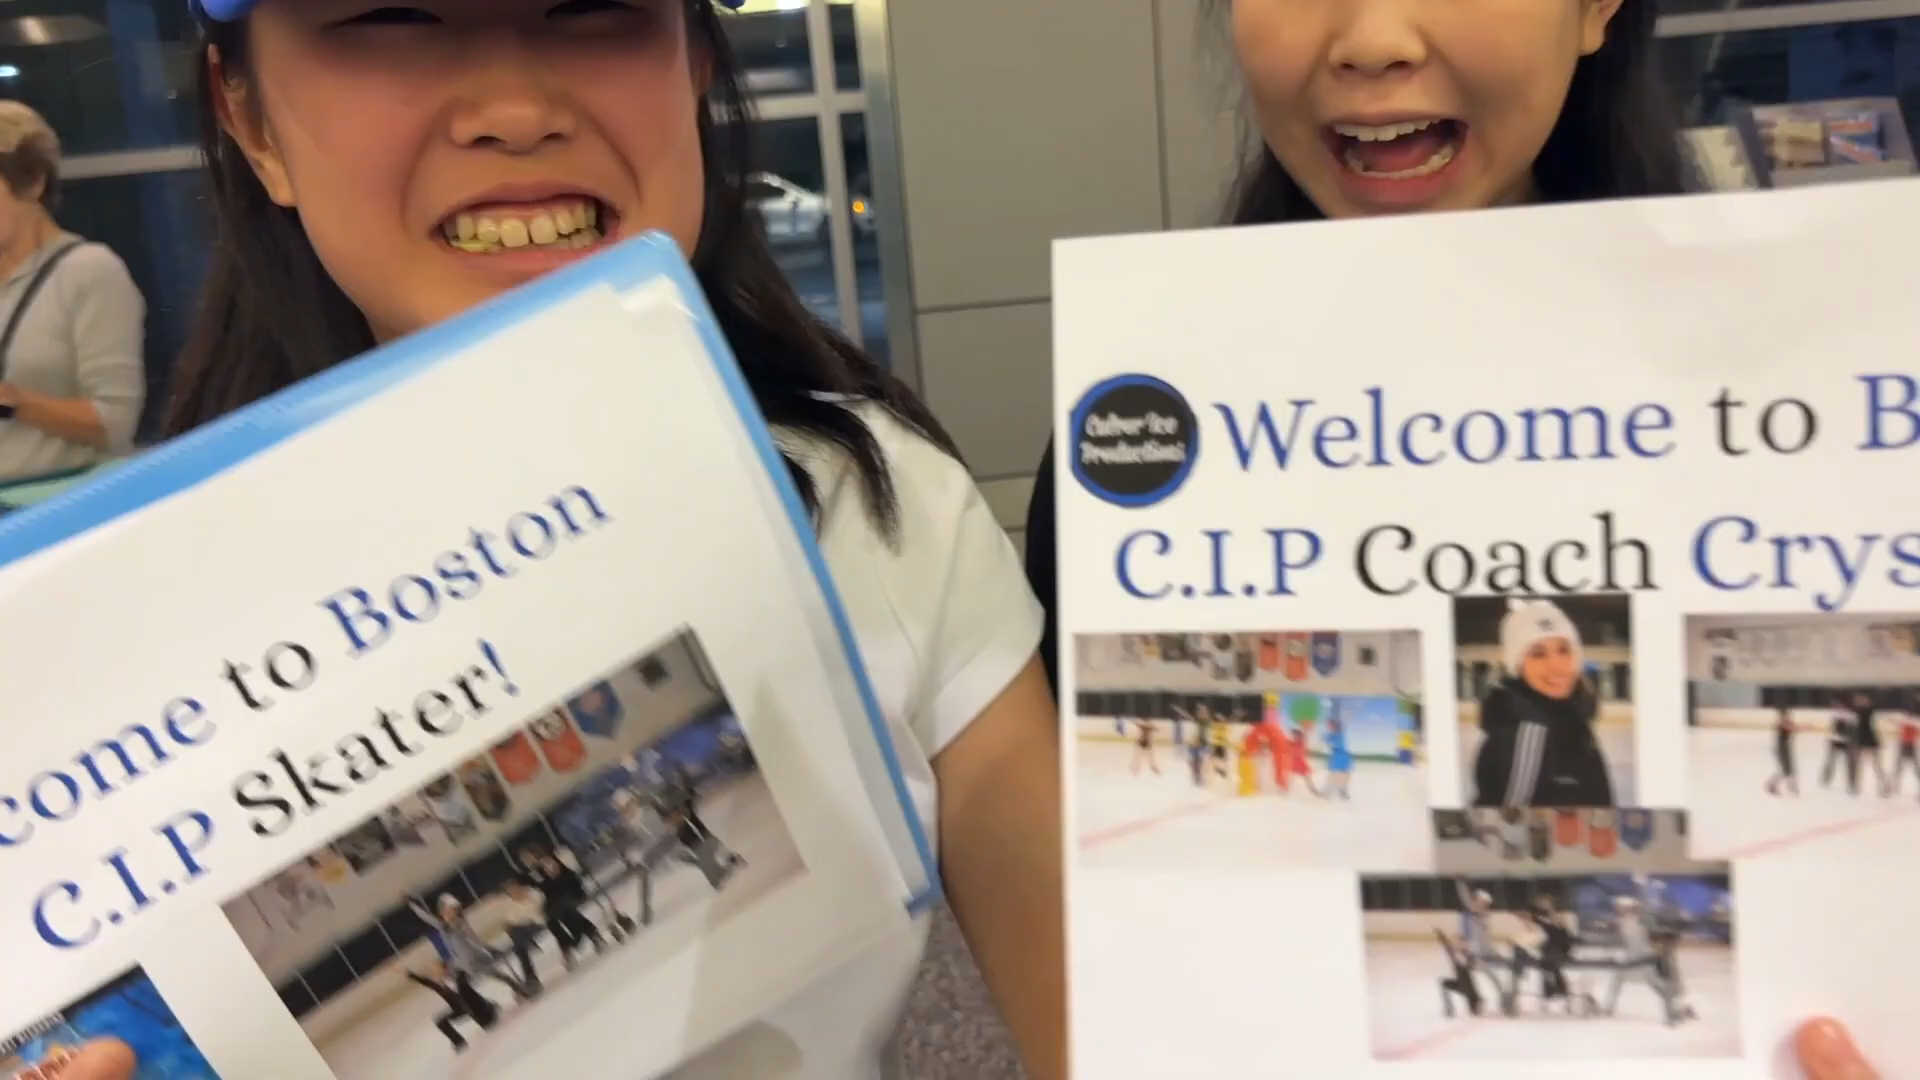 come to Boston
C.I.P Skater!
Culver Ice
Productions
Welcome to B
C.I.P Coach Crys